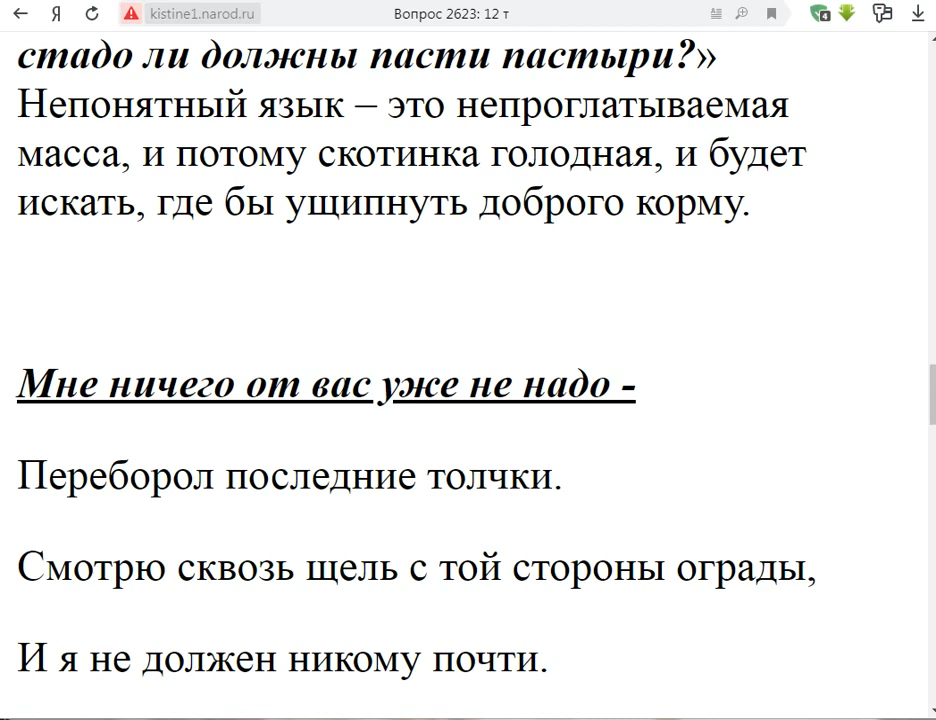 kistine1.narod.ru Вопрос 2623: 12 т
стадо ли должны пасти пастыри?»
Непонятный язык – это непроглатываемая
масса, и потому скотинка голодная, и будет
искать, где бы ущипнуть доброго корму.
Мне ничего от вас уже не надо -
Переборол последние толчки.
Смотрю сквозь щель с той стороны ограды,
И я не должен никому почти.